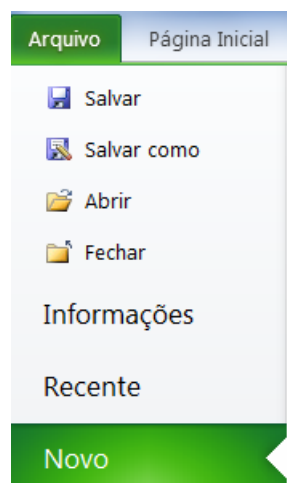 Arquivo Página Inicial
Salvar
Salvar como
Abrir
Fechar
Informações
Recente
Novo